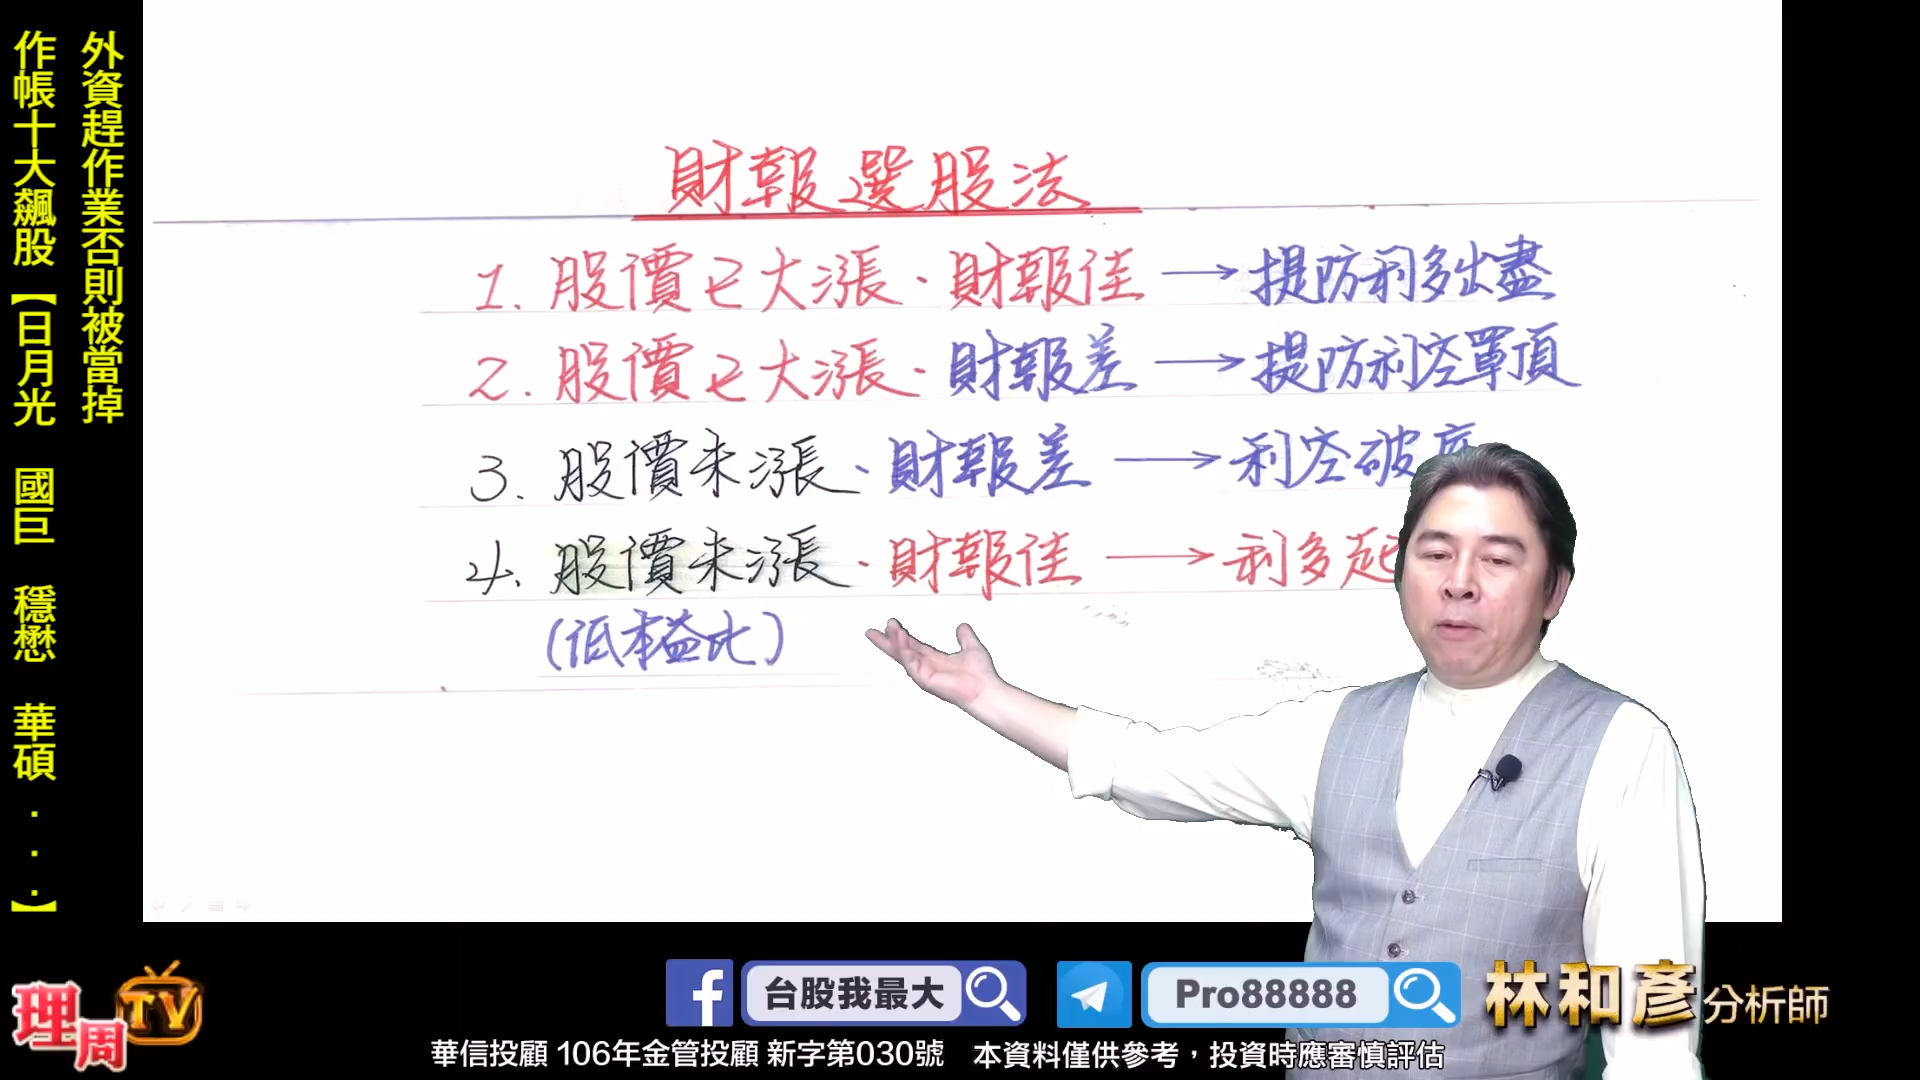 外資趕作業否則被當掉
作帳十大飆股【日月光 國巨 穩懋 華碩...】
財報選股法
1. 股價已大漲·財報佳→提防利多出盡
2. 股價已大漲·財報差→提防利空罩頂
3. 股價未漲·財報差→利空破底
4. 股價未漲·財報佳→利多起
(低本益比)
理周TV
台股我最大
Pro88888
林和彥分析師
華信投顧 106年金管投顧 新字第030號 本資料僅供參考，投資時應審慎評估